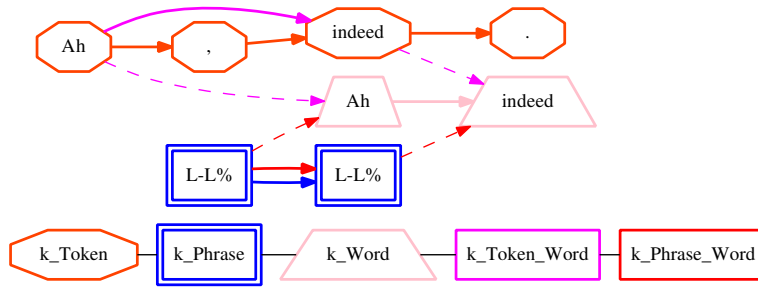 Ah , indeed .
Ah indeed
L-L% L-L%
k_Token k_Phrase k_Word k_Token_Word k_Phrase_Word